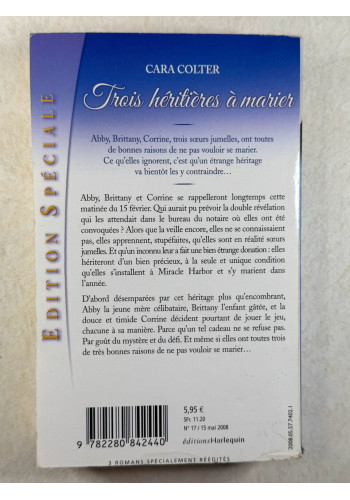 CARA COLTER
Trois héritières à marier
Abby, Brittany, Corrine, trois sœurs jumelles, ont toutes
de bonnes raisons de ne pas vouloir se marier.
Ce qu'elles ignorent, c'est qu'un étrange héritage
va bientôt les y contraindre…
EDITION SPÉCIALE
Abby, Brittany et Corrine se rappelleront longtemps cette
matinée du 15 février. Qui aurait pu prévoir la double révélation
qui les attendait dans le bureau du notaire où elles ont été
convoquées ? Alors que la veille encore, elles ne se connaissaient
pas, elles apprennent, stupéfaites, qu'elles sont en réalité sœurs
jumelles. Et qu'un inconnu leur a fait une bien étrange donation : elles
hériteront d'un bien précieux, à la seule et unique condition
qu'elles s'installent à Miracle Harbor et s'y marient dans
l'année.
D'abord désemparées par cet héritage plus qu'encombrant,
Abby la jeune mère célibataire, Brittany l'enfant gâtée, et la
douce et timide Corrine décident pourtant de jouer le jeu,
chacune à sa manière. Parce qu'un tel cadeau ne se refuse pas.
Par goût du mystère et du défi. Et même si elles ont toutes trois
de très bonnes raisons de ne pas vouloir se marier…
5,95 €
SFr. 11.20
N° 17 / 15 mai 2008
éditionsHarlequin
9 782280 842440
2008.05.57.7402.1
3 ROMANS SPÉCIALEMENT RÉÉDITÉS